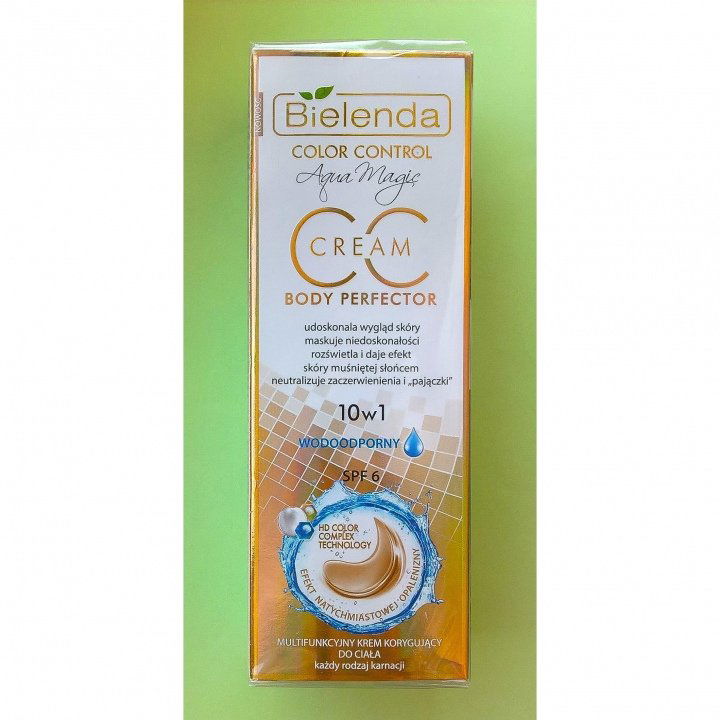 NOWOŚĆ
Bielenda
COLOR CONTROL
Aqua Magic
CC
CREAM
BODY PERFECTOR
udoskonala wygląd skóry
maskuje niedoskonałości
rozświetla i daje efekt
skóry muśniętej słońcem
neutralizuje zaczerwienienia i „pajączki”
10w1
WODOODPORNY
SPF 6
HD COLOR
COMPLEX
TECHNOLOGY
EFEKT NATYCHMIASTOWEJ OPALENIZNY
MULTIFUNKCYJNY KREM KORYGUJĄCY
DO CIAŁA
każdy rodzaj karnacji